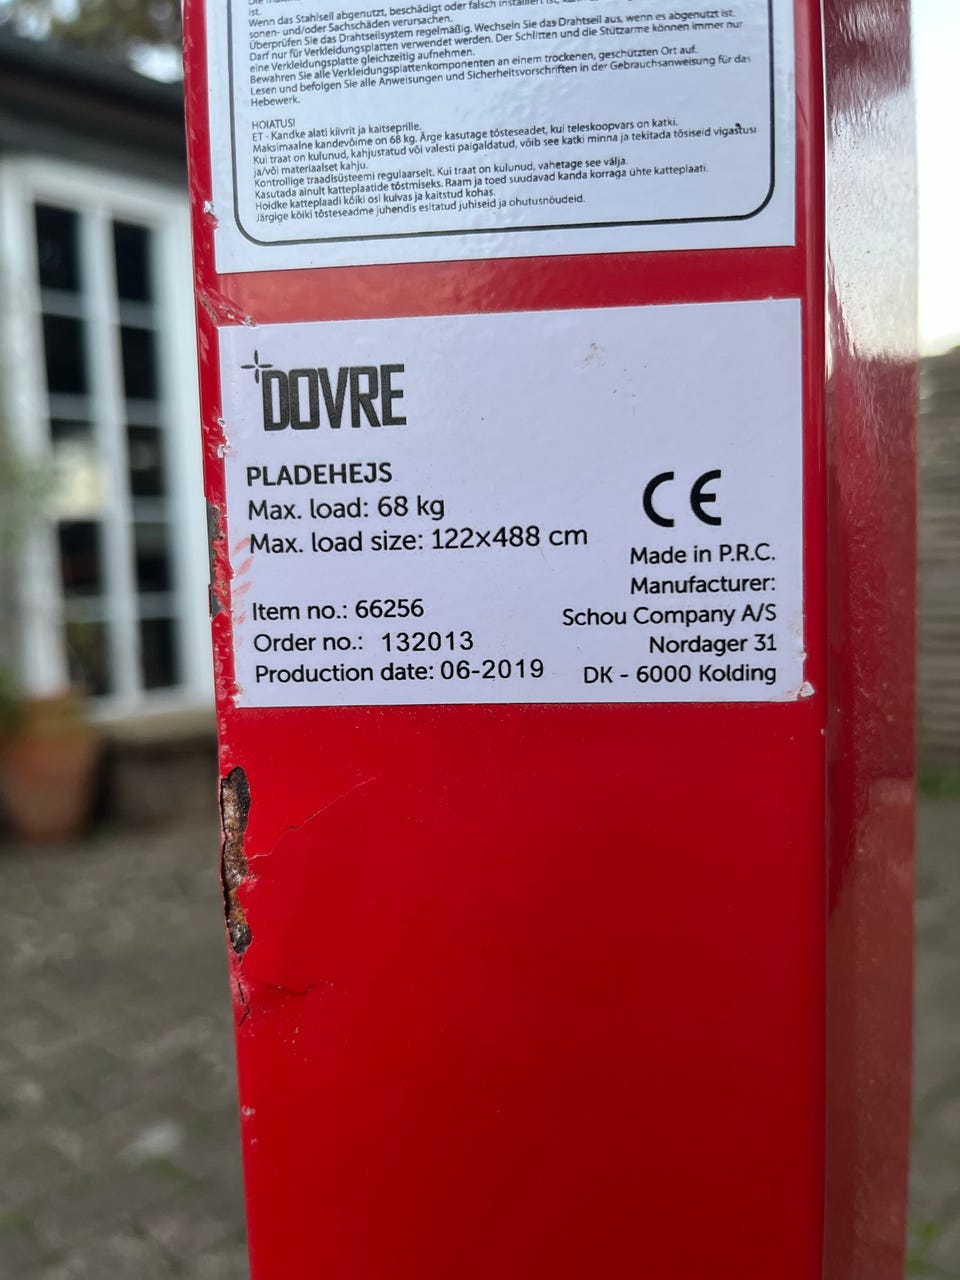 ist.
Wenn das Stahlseil abgenutzt, beschädigt oder falsch installiert ist, kann
sonen- und/oder Sachschäden verursachen.
Überprüfen Sie das Drahtseilsystem regelmäßig. Wechseln Sie das Drahtseil aus, wenn es abgenutzt ist.
Darf nur für Verkleidungsplatten verwendet werden. Der Schlitten und die Stützarme können immer nur
eine Verkleidungsplatte gleichzeitig aufnehmen.
Bewahren Sie alle Verkleidungsplattenkomponenten an einem trockenen, geschützten Ort auf.
Lesen und befolgen Sie alle Anweisungen und Sicherheitsvorschriften in der Gebrauchsanweisung für das
Hebewerk.
HOIATUS!
ET - Kandke alati kiivrit ja kaitseprille.
Maksimaalne kandevõime on 68 kg. Ärge kasutage tõsteseadet, kui teleskoopvars on katki.
Kui traat on kulunud, kahjustatud või valesti paigaldatud, võib see katki minna ja tekitada tõsiseid vigastusi
ja/või materiaalset kahju.
Kontrollige traadisüsteemi regulaarselt. Kui traat on kulunud, vahetage see välja.
Kasutada ainult katteplaatide tõstmiseks. Raam ja toed suudavad kanda korraga ühte katteplaati.
Hoidke katteplaadi kõiki osi kuivas ja kaitstud kohas.
Järgige kõiki tõsteseadme juhendis esitatud juhiseid ja ohutusnõudeid.
DOVRE
PLADEHEJS
Max. load: 68 kg
Max. load size: 122x488 cm
Item no.: 66256
Order no.: 132013
Production date: 06-2019
CE
Made in P.R.C.
Manufacturer:
Schou Company A/S
Nordager 31
DK - 6000 Kolding